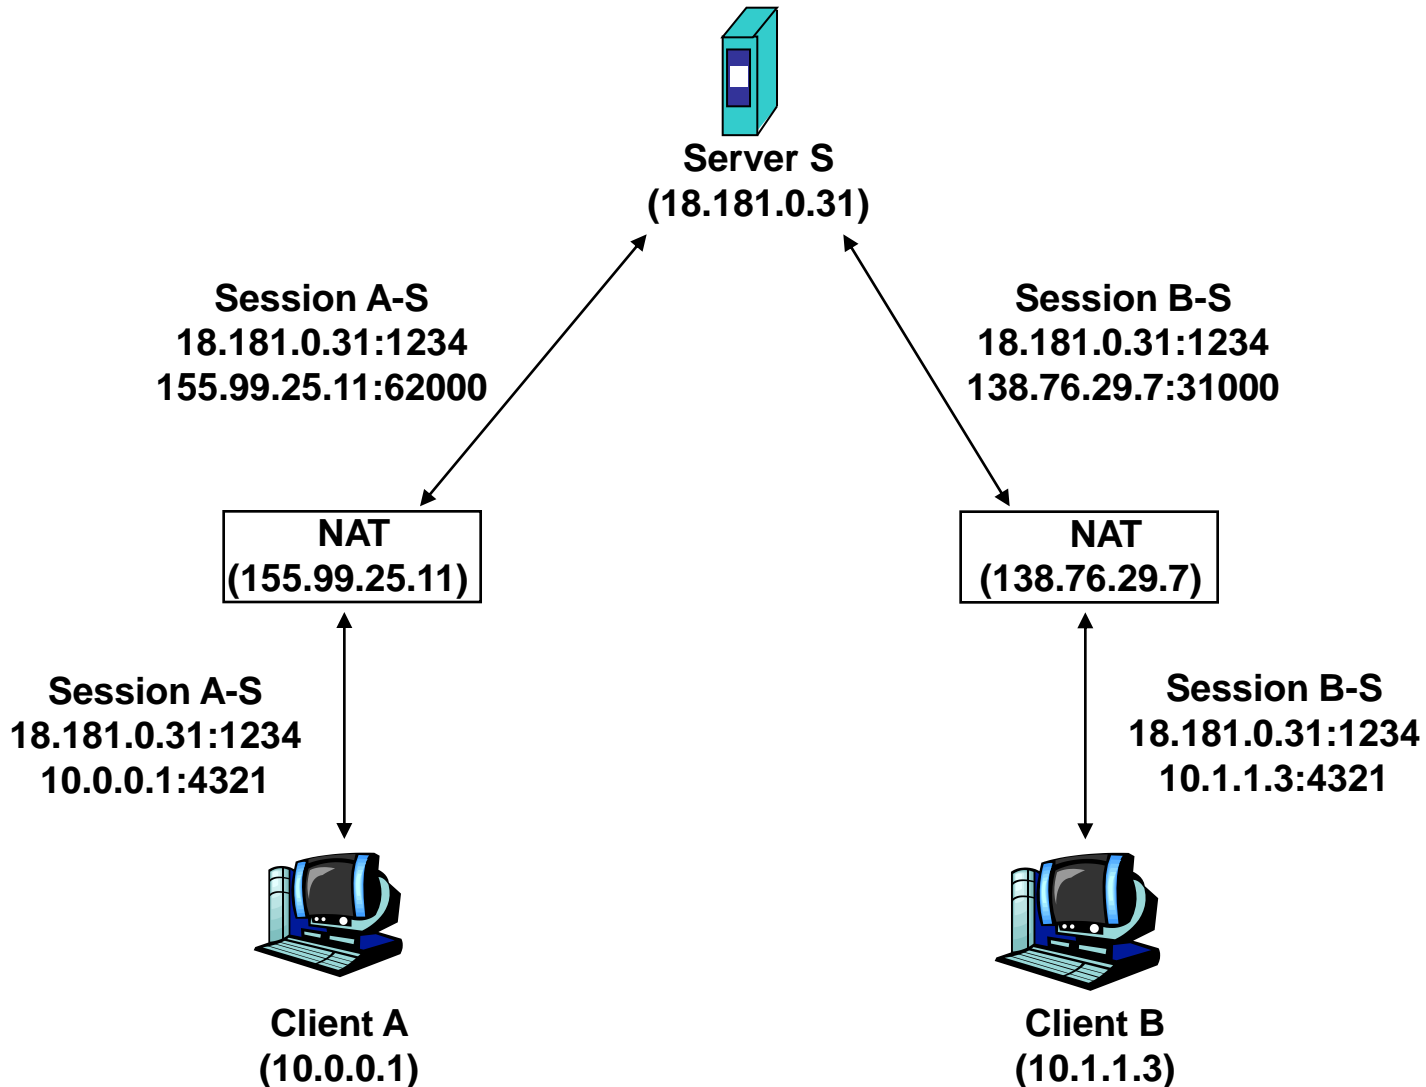 Server S
(18.181.0.31)
Session A-S
18.181.0.31:1234
155.99.25.11:62000
Session B-S
18.181.0.31:1234
138.76.29.7:31000
NAT
(155.99.25.11)
NAT
(138.76.29.7)
Session A-S
18.181.0.31:1234
10.0.0.1:4321
Session B-S
18.181.0.31:1234
10.1.1.3:4321
Client A
(10.0.0.1)
Client B
(10.1.1.3)